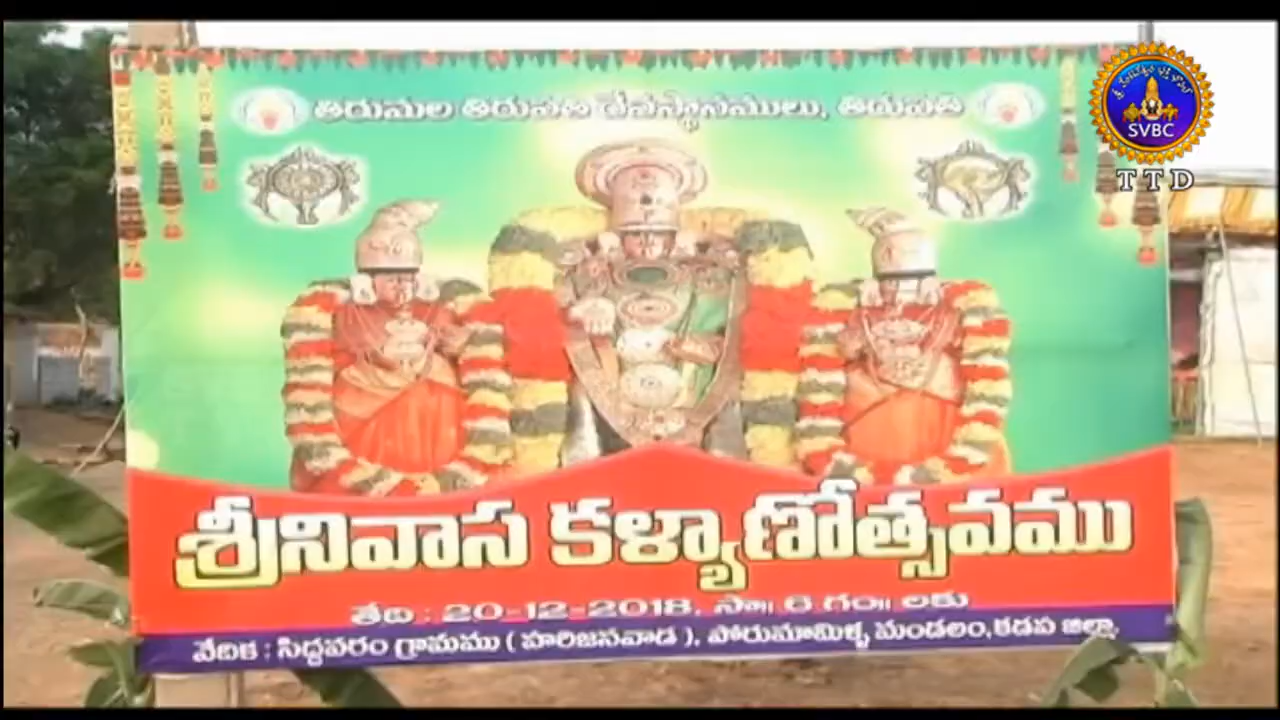 తిరుమల తిరుపతి దేవస్థానములు, తిరుపతి
SVBC
TTD
శ్రీనివాస కళ్యాణోత్సవము
తేది : 20-12-2018, సా॥ 6 గం॥ లకు
వేదిక : సిద్దవరం గ్రామము ( హరిజనవాడ ), పోరుమామిళ్ళ మండలం,కడప జిల్లా.